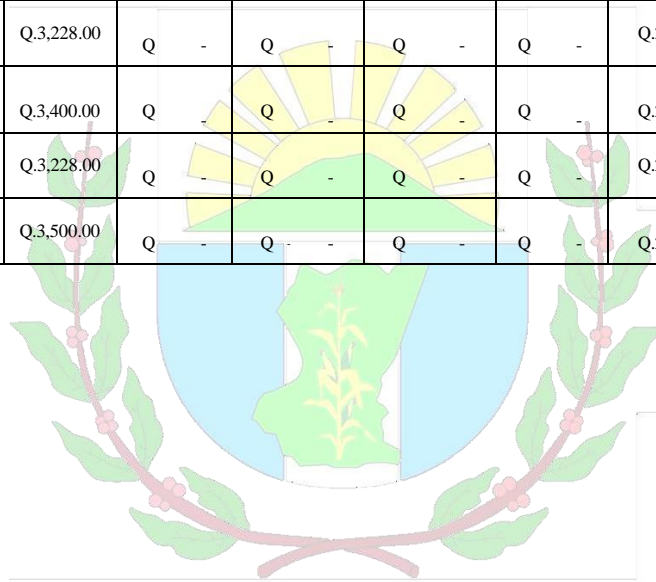 Q.3,228.00 Q - Q - Q - Q -
Q.3,400.00 Q - Q - Q - Q -
Q.3,228.00 Q - Q - Q - Q -
Q.3,500.00 Q - Q - - Q - Q -